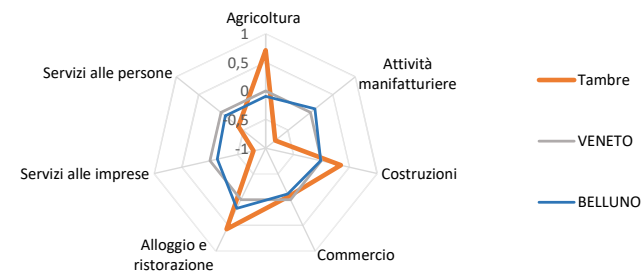 Agricoltura
1
0,5
0
-0,5
-1
Attività
manifatturiere
Costruzioni
Commercio
Alloggio e
ristorazione
Servizi alle imprese
Servizi alle persone
Tambre
VENETO
BELLUNO